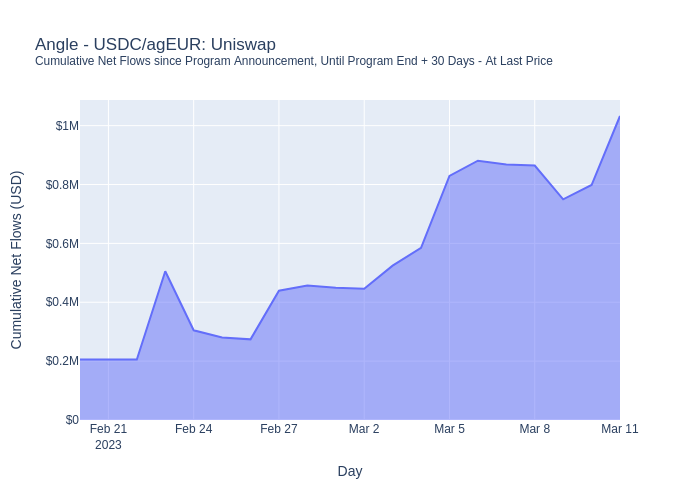 Angle - USDC/agEUR: Uniswap
Cumulative Net Flows since Program Announcement, Until Program End + 30 Days - At Last Price
Cumulative Net Flows (USD)
$1M
$0.8M
$0.6M
$0.4M
$0.2M
$0
Feb 21 Feb 24 Feb 27 Mar 2 Mar 5 Mar 8 Mar 11
2023
Day